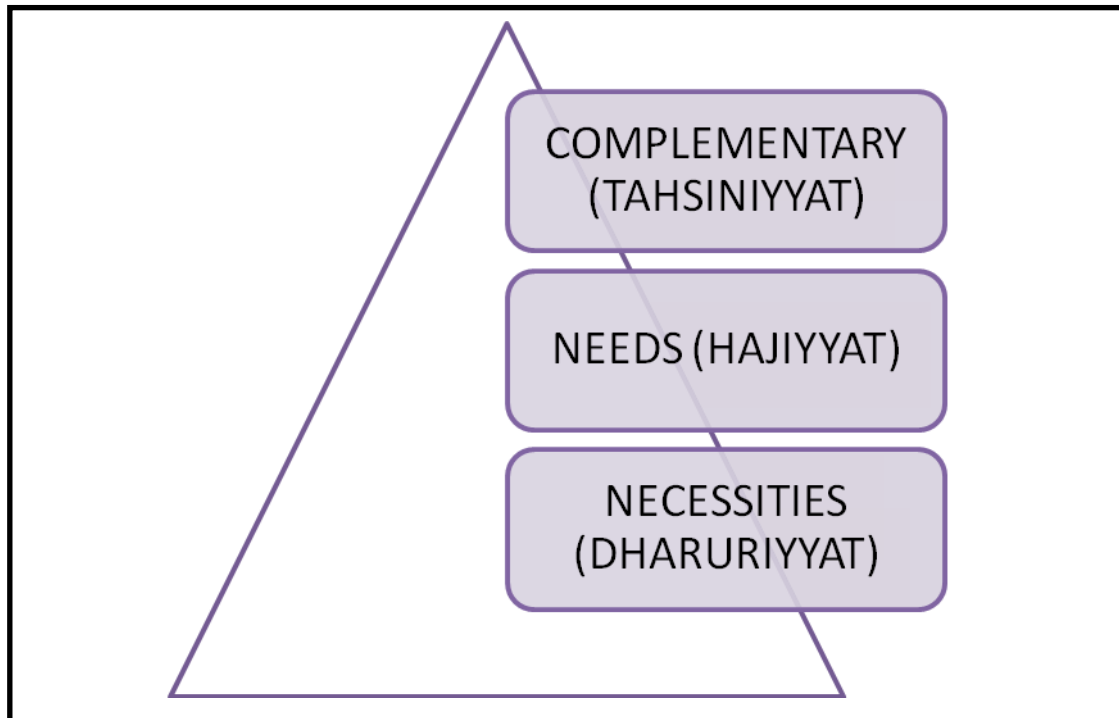 COMPLEMENTARY
(TAHSINIYYAT)
NEEDS (HAJIYYAT)
NECESSITIES
(DHARURIYYAT)